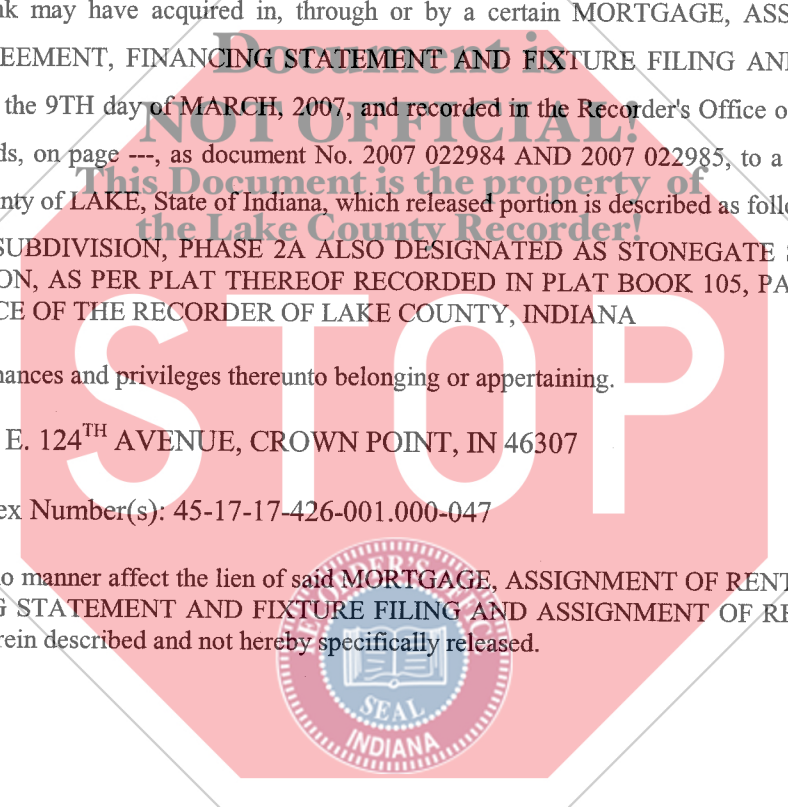 nk may have acquired in, through or by a certain MORTGAGE, ASS
Document is
EEMENT, FINANCING STATEMENT AND FIXTURE FILING AN
the 9TH day of MARCH, 2007, and recorded in the Recorder's Office o
NOT OFFICIAL!
ds, on page ---, as document No. 2007 022984 AND 2007 022985, to a
This Document is the property of
nty of LAKE, State of Indiana, which released portion is described as foll
the Lake County Recorder!
SUBDIVISION, PHASE 2A ALSO DESIGNATED AS STONEGATE
ON, AS PER PLAT THEREOF RECORDED IN PLAT BOOK 105, PA
CE OF THE RECORDER OF LAKE COUNTY, INDIANA
STOP
nances and privileges thereunto belonging or appertaining.
E. 124TH AVENUE, CROWN POINT, IN 46307
ex Number(s): 45-17-17-426-001.000-047
o manner affect the lien of said MORTGAGE, ASSIGNMENT OF RENT
G STATEMENT AND FIXTURE FILING AND ASSIGNMENT OF RE
rein described and not hereby specifically released.
SEAL
INDIANA